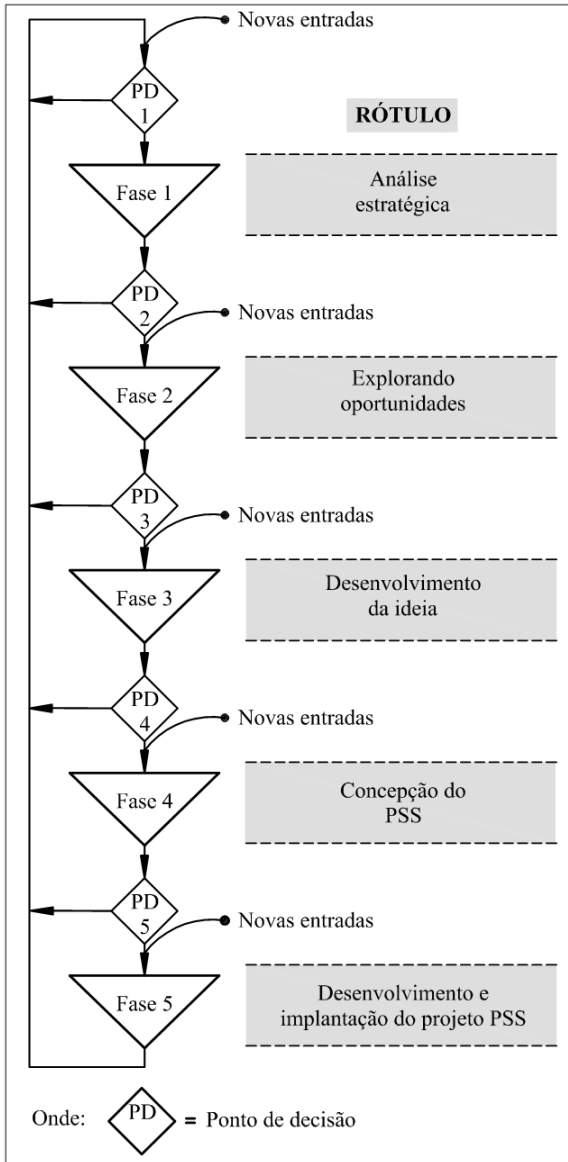 Novas entradas
PD
1
RÓTULO
Fase 1
Análise
estratégica
PD
2
Novas entradas
Fase 2
Explorando
oportunidades
PD
3
Novas entradas
Fase 3
Desenvolvimento
da ideia
PD
4
Novas entradas
Fase 4
Concepção do
PSS
PD
5
Novas entradas
Fase 5
Desenvolvimento e
implantação do projeto PSS
Onde: PD = Ponto de decisão